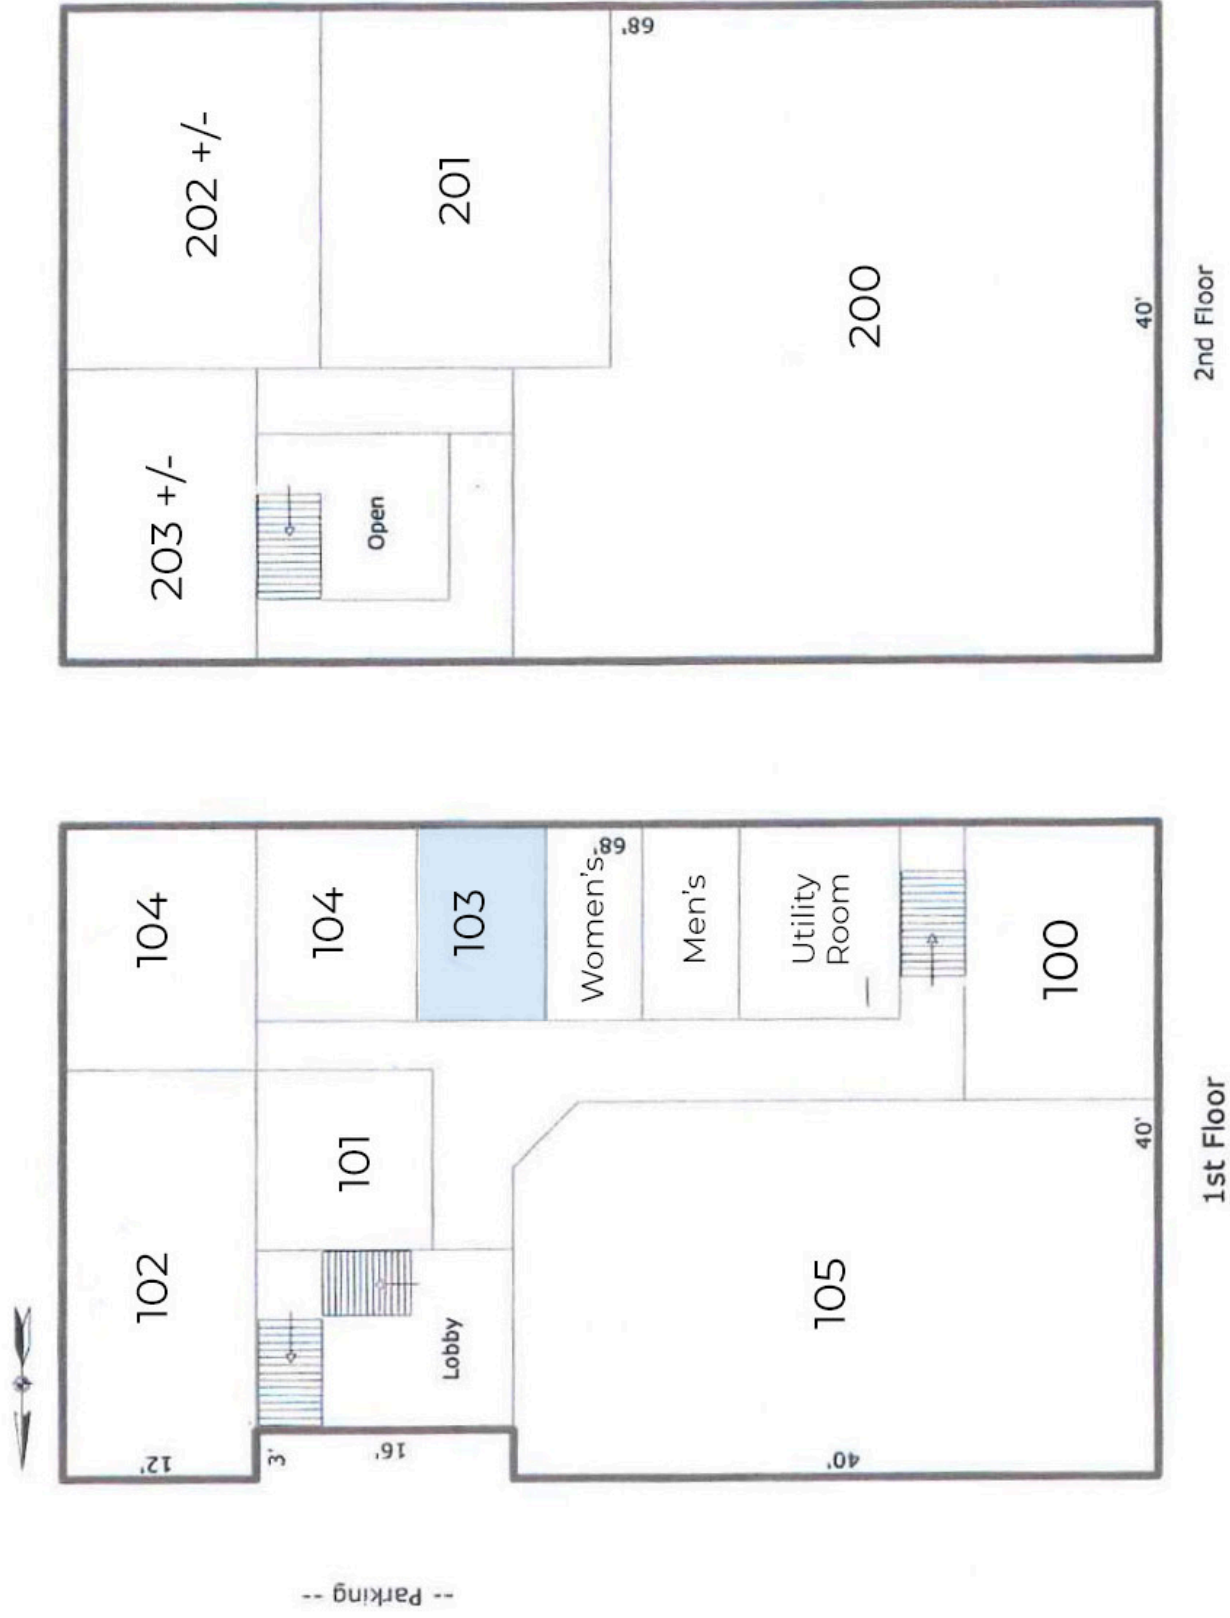 68'
202 +/-
201
200
203 +/-
Open
40'
2nd Floor
104
104
103
Women's
68'
Men's
Utility
Room
100
102
101
105
Lobby
12'
3'
16'
40'
40'
1st Floor
-- Parking --